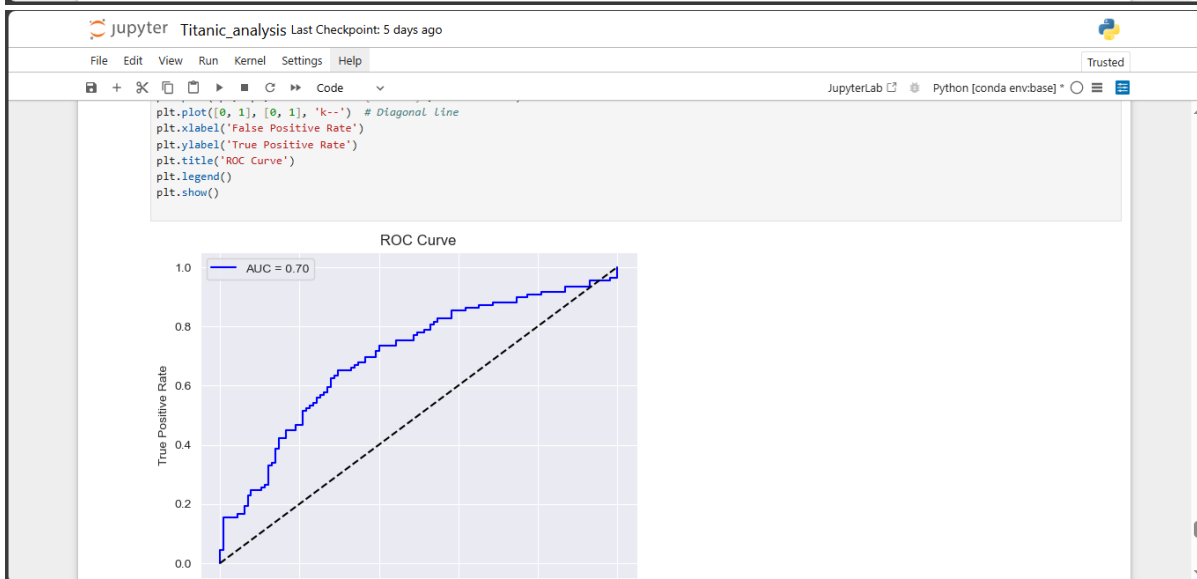 jupyter Titanic_analysis Last Checkpoint: 5 days ago
File Edit View Run Kernel Settings Help
Trusted
Code
JupyterLab
Python [conda env:base] *
plt.plot([0, 1], [0, 1], 'k--')  # Diagonal line
plt.xlabel('False Positive Rate')
plt.ylabel('True Positive Rate')
plt.title('ROC Curve')
plt.legend()
plt.show()
ROC Curve
AUC = 0.70
1.0
0.8
0.6
0.4
0.2
0.0
True Positive Rate